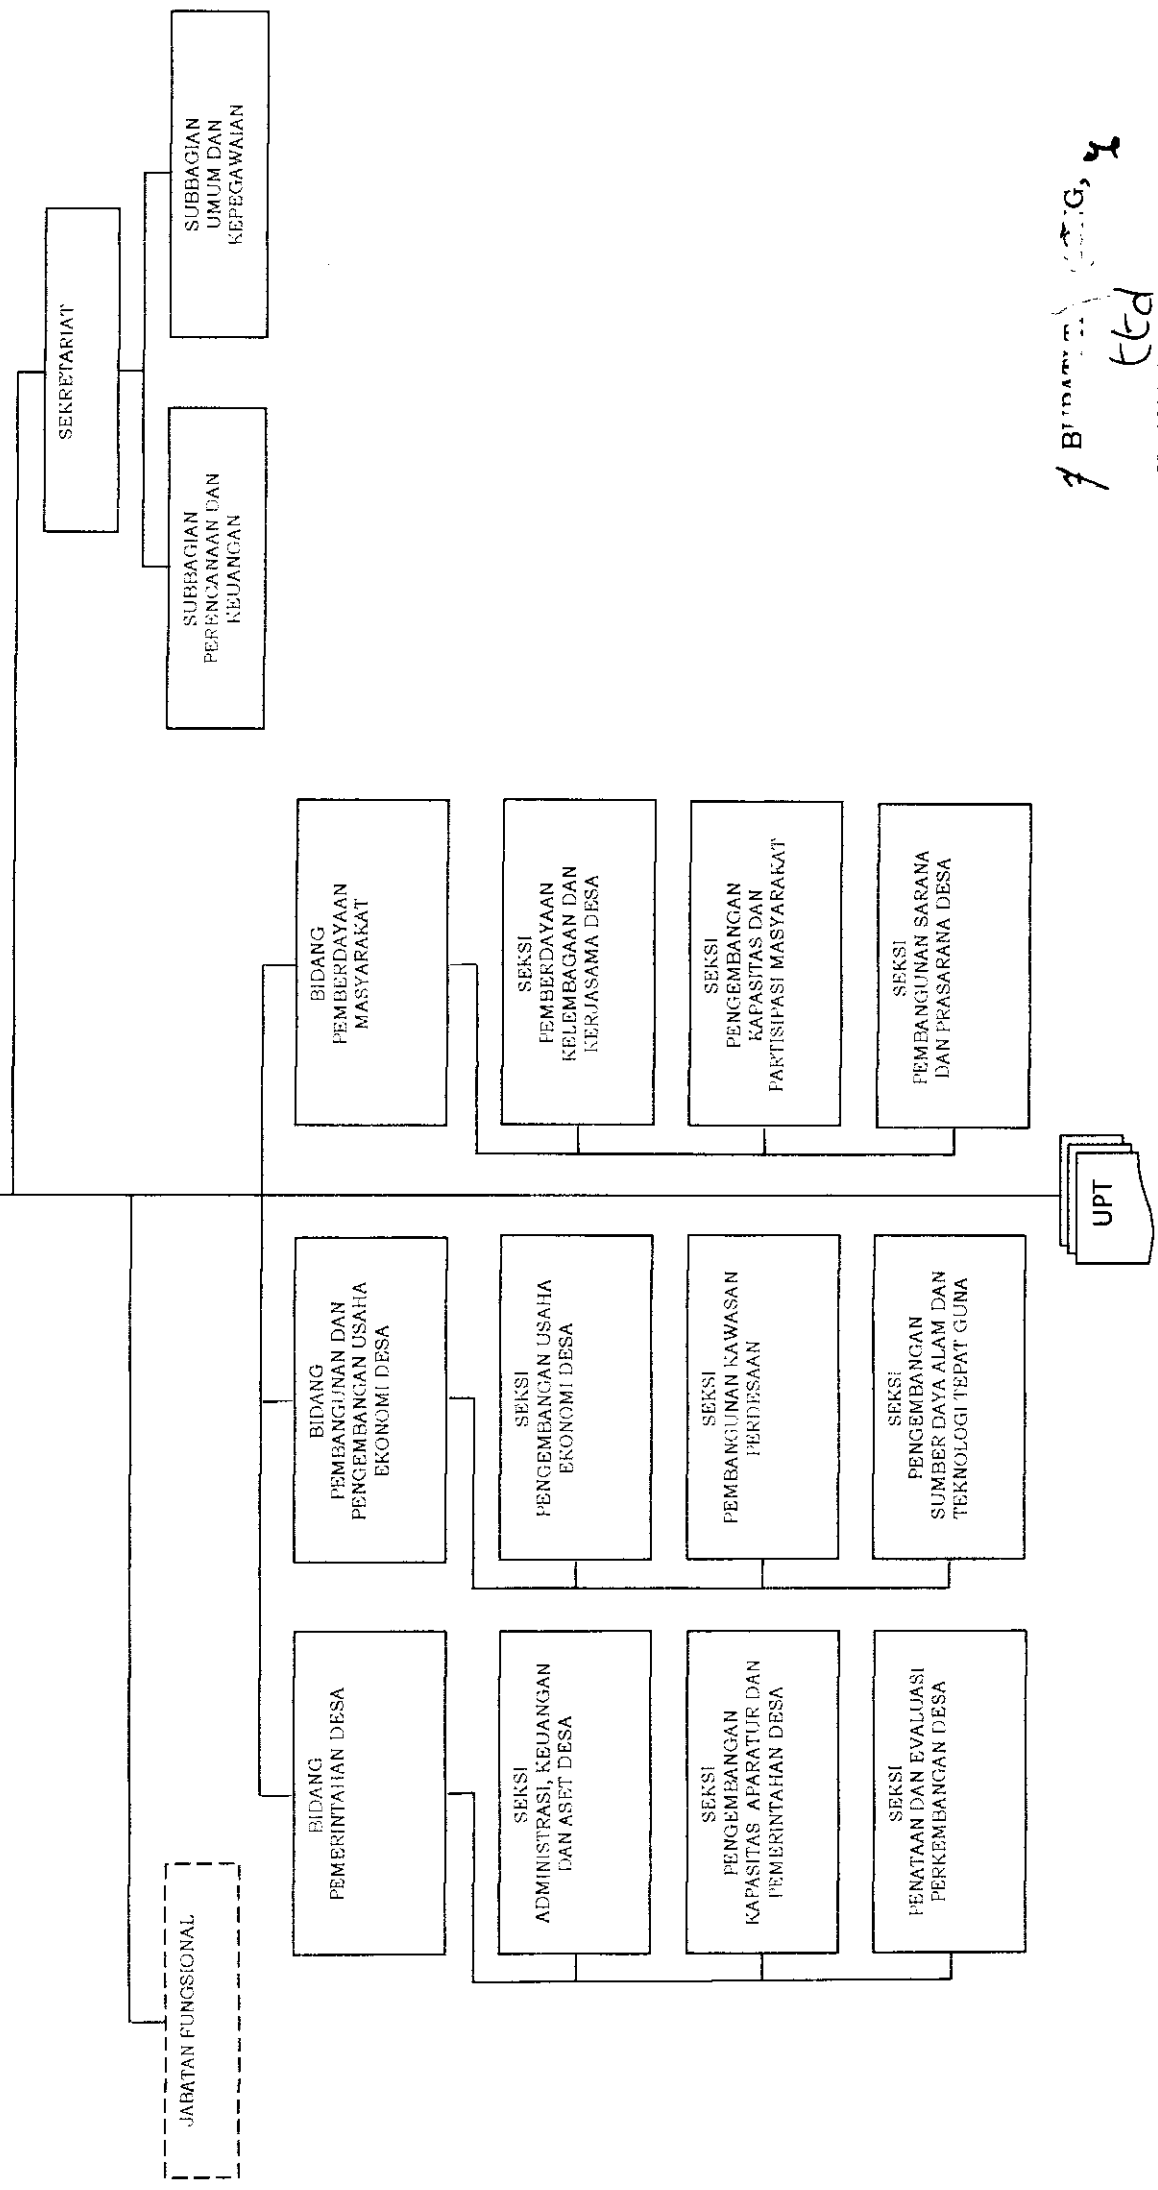 SEKRETARIAT
SUBBAGIAN
PERENCANAAN DAN
KEUANGAN
SUBBAGIAN
UMUM DAN
KEPEGAWAIAN
JABATAN FUNGSIONAL
BIDANG
PEMERINTAHAN DESA
BIDANG
PEMBANGUNAN DAN
PENGEMBANGAN USAHA
EKONOMI DESA
BIDANG
PEMBERDAYAAN
MASYARAKAT
SEKSI
ADMINISTRASI, KEUANGAN
DAN ASET DESA
SEKSI
PENGEMBANGAN USAHA
EKONOMI DESA
SEKSI
PEMBERDAYAAN
KELEMBAGAAN DAN
KERJASAMA DESA
SEKSI
PENGEMBANGAN
KAPASITAS APARATUR DAN
PEMERINTAHAN DESA
SEKSI
PEMBANGUNAN KAWASAN
PERDESAAN
SEKSI
PENGEMBANGAN
KAPASITAS DAN
PARTISIPASI MASYARAKAT
SEKSI
PENATAAN DAN EVALUASI
PERKEMBANGAN DESA
SEKSI
PENGEMBANGAN
SUMBER DAYA ALAM DAN
TEKNOLOGI TEPAT GUNA
SEKSI
PEMBANGUNAN SARANA
DAN PRASARANA DESA
UPT
ttd